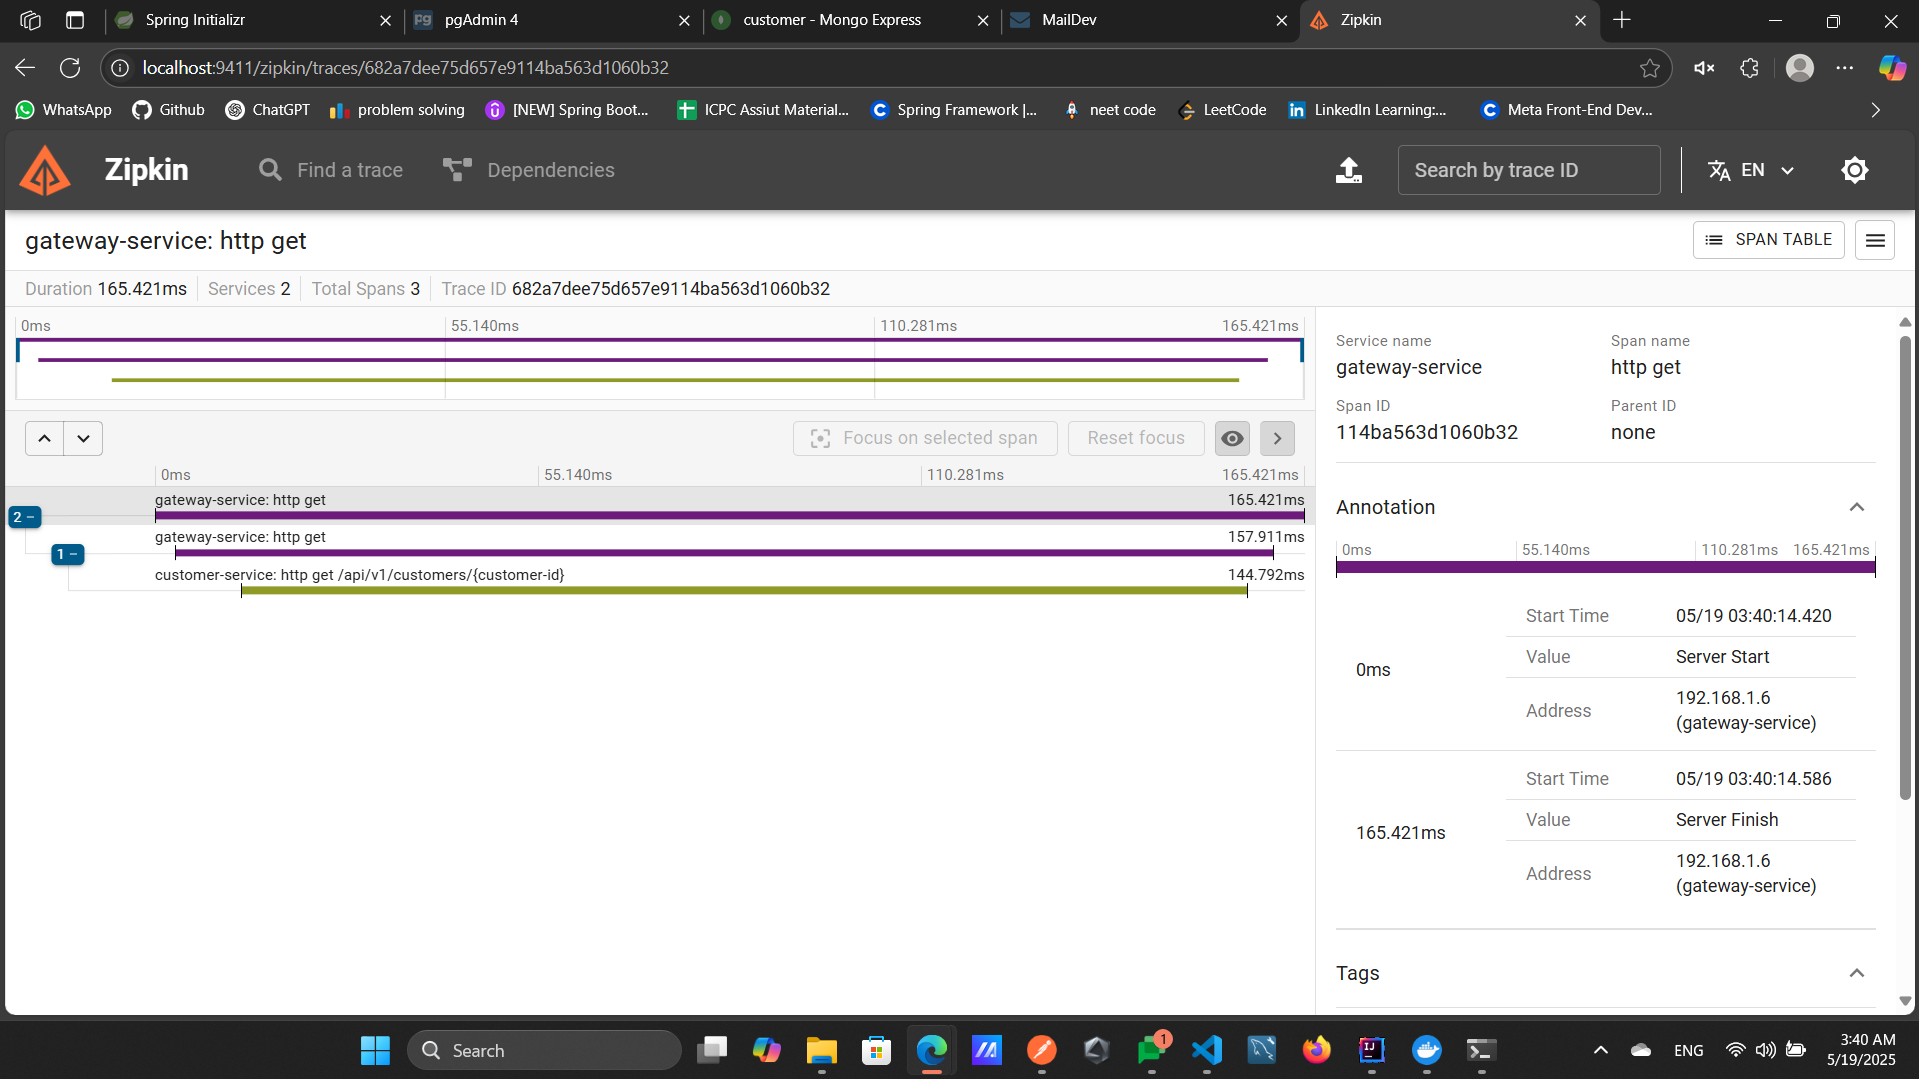 Spring Initializr
pgAdmin 4
customer - Mongo Express
MailDev
Zipkin
localhost:9411/zipkin/traces/682a7dee75d657e9114ba563d1060b32
WhatsApp
Github
ChatGPT
problem solving
[NEW] Spring Boot...
ICPC Assiut Material...
Spring Framework |...
neet code
LeetCode
LinkedIn Learning:...
Meta Front-End Dev...
Zipkin
Find a trace
Dependencies
Search by trace ID
EN
gateway-service: http get
SPAN TABLE
Duration 165.421ms
Services 2
Total Spans 3
Trace ID 682a7dee75d657e9114ba563d1060b32
0ms 55.140ms 110.281ms 165.421ms
Focus on selected span
Reset focus
0ms 55.140ms 110.281ms 165.421ms
gateway-service: http get 165.421ms
2 −
gateway-service: http get 157.911ms
1 −
customer-service: http get /api/v1/customers/{customer-id} 144.792ms
Service name
gateway-service
Span name
http get
Span ID
114ba563d1060b32
Parent ID
none
Annotation
0ms 55.140ms 110.281ms 165.421ms
0ms
Start Time 05/19 03:40:14.420
Value Server Start
Address 192.168.1.6
(gateway-service)
165.421ms
Start Time 05/19 03:40:14.586
Value Server Finish
Address 192.168.1.6
(gateway-service)
Tags
Search
1
ENG
3:40 AM
5/19/2025